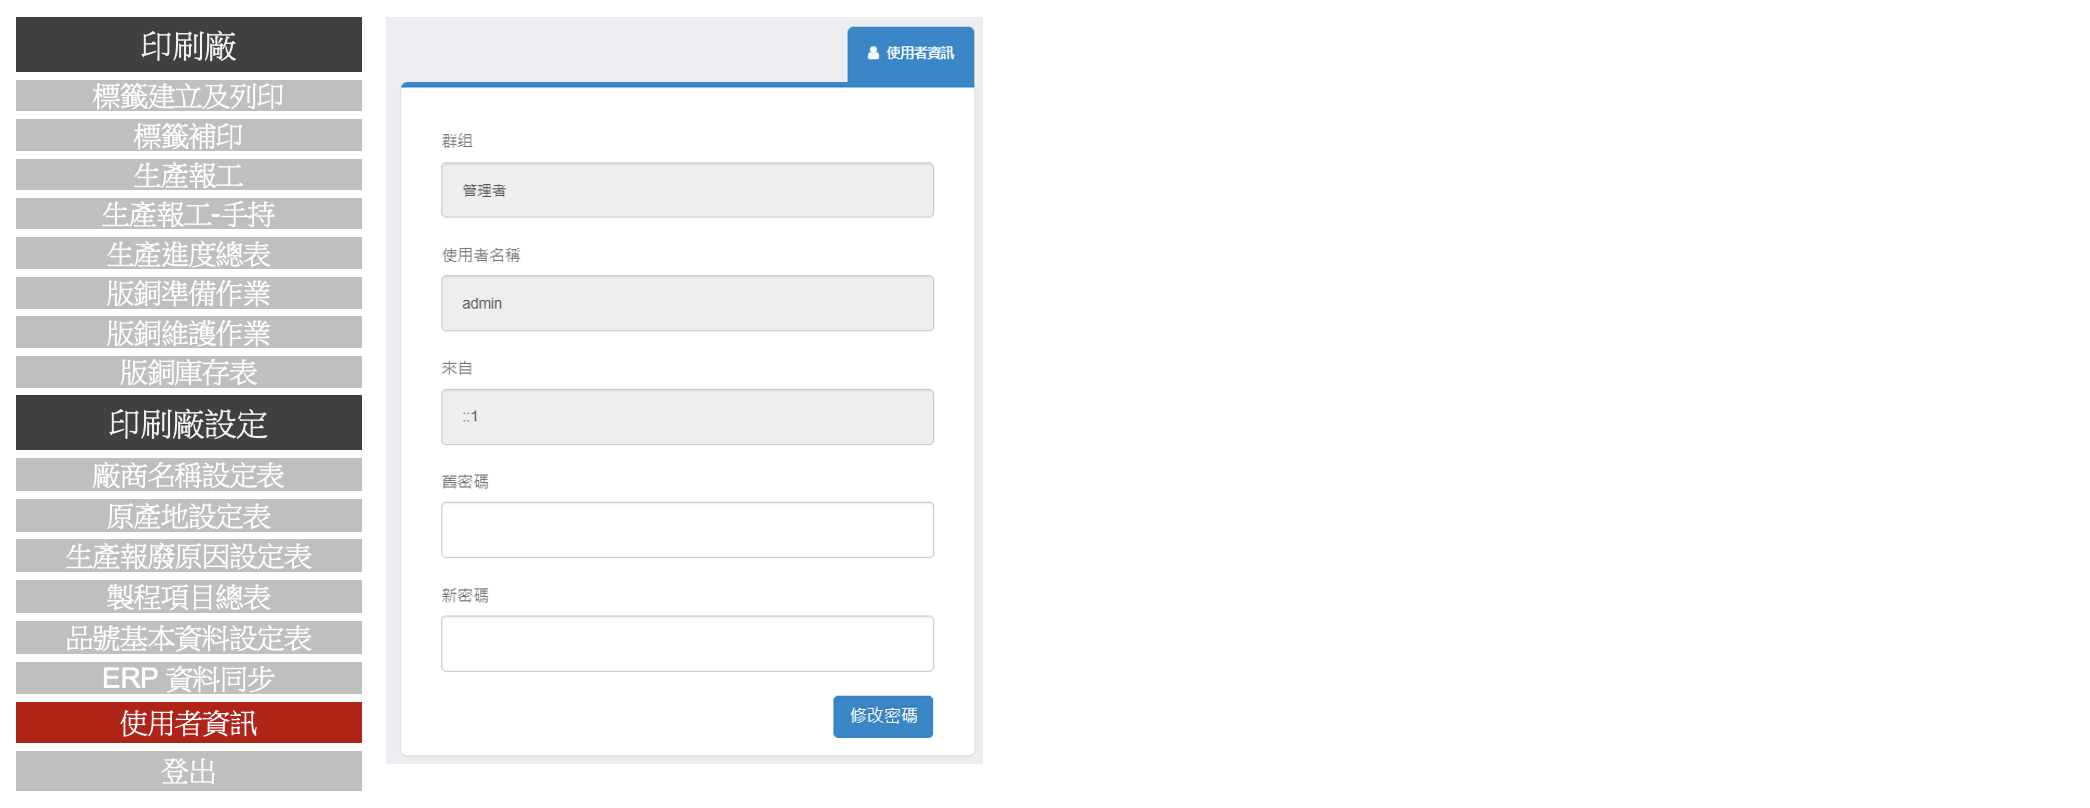 印刷廠
標籤建立及列印
標籤補印
生產報工
生產報工-手持
生產進度總表
版銅準備作業
版銅維護作業
版銅庫存表
印刷廠設定
廠商名稱設定表
原產地設定表
生產報廢原因設定表
製程項目總表
品號基本資料設定表
ERP 資料同步
使用者資訊
登出
使用者資訊
群组
管理者
使用者名稱
admin
來自
::1
舊密碼
新密碼
修改密碼